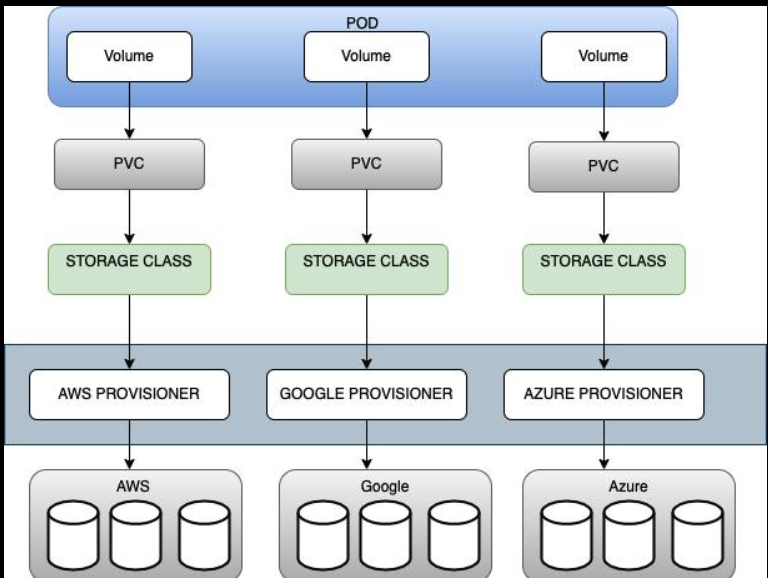 POD
Volume
Volume
Volume
PVC
PVC
PVC
STORAGE CLASS
STORAGE CLASS
STORAGE CLASS
AWS PROVISIONER
GOOGLE PROVISIONER
AZURE PROVISIONER
AWS
Google
Azure